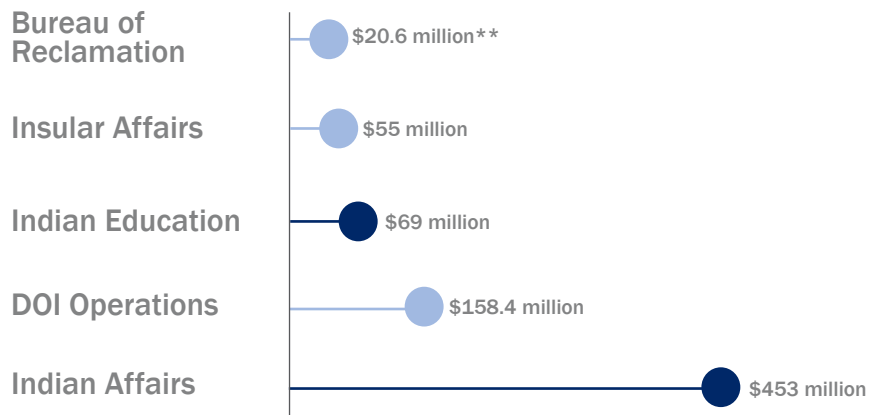 Bureau of
Reclamation
$20.6 million**
Insular Affairs
$55 million
Indian Education
$69 million
DOI Operations
$158.4 million
Indian Affairs
$453 million